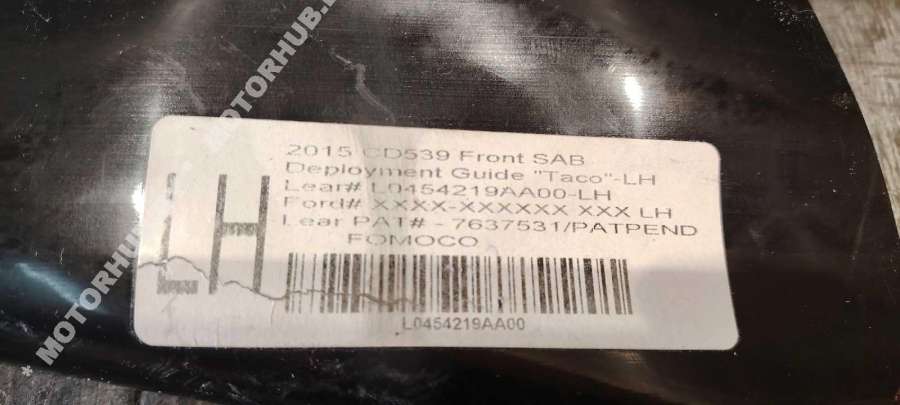 2015 CD539 Front SAB
Deployment Guide "Taco"-LH
Lear# L0454219AA00-LH
Ford# XXXX-XXXXXX XXX LH
Lear PAT# - 7637531/PATPEND
FOMOCO
LH
L0454219AA00
* MOTORHUB
* MOTORHUB